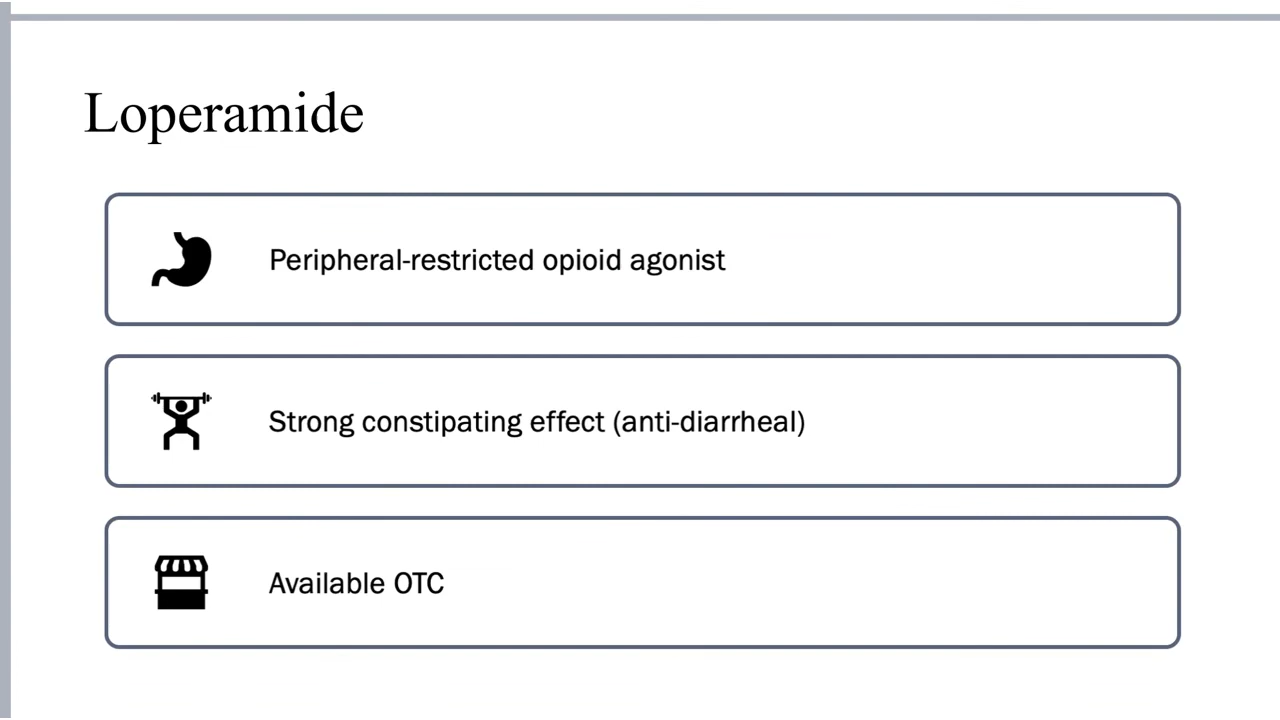 Loperamide
Peripheral-restricted opioid agonist
Strong constipating effect (anti-diarrheal)
Available OTC